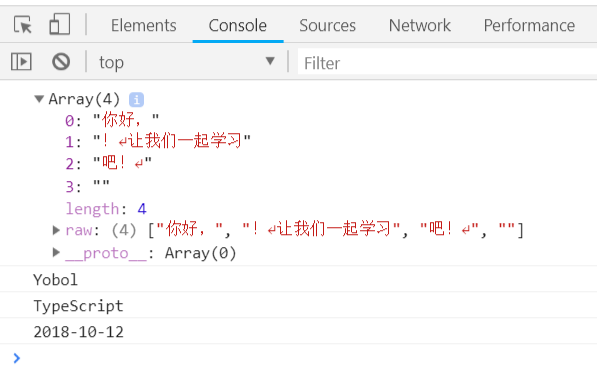 Elements Console Sources Network Performance
top ▼ Filter
▼Array(4) i
0: "你好，"
1: "！↵让我们一起学习"
2: "吧！↵"
3: ""
length: 4
▶raw: (4) ["你好，", "！↵让我们一起学习", "吧！↵", ""]
▶__proto__: Array(0)
Yobol
TypeScript
2018-10-12
>